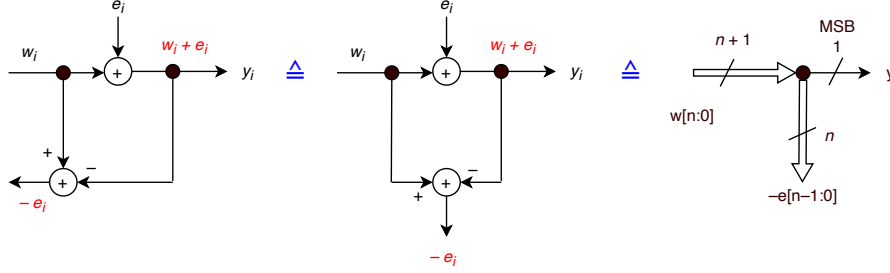 e_i
w_i
w_i + e_i
+
y_i
+
−
+
− e_i
≜
e_i
w_i
w_i + e_i
+
y_i
−
+
+
− e_i
≜
MSB
n + 1
1
y
w[n:0]
n
−e[n−1:0]